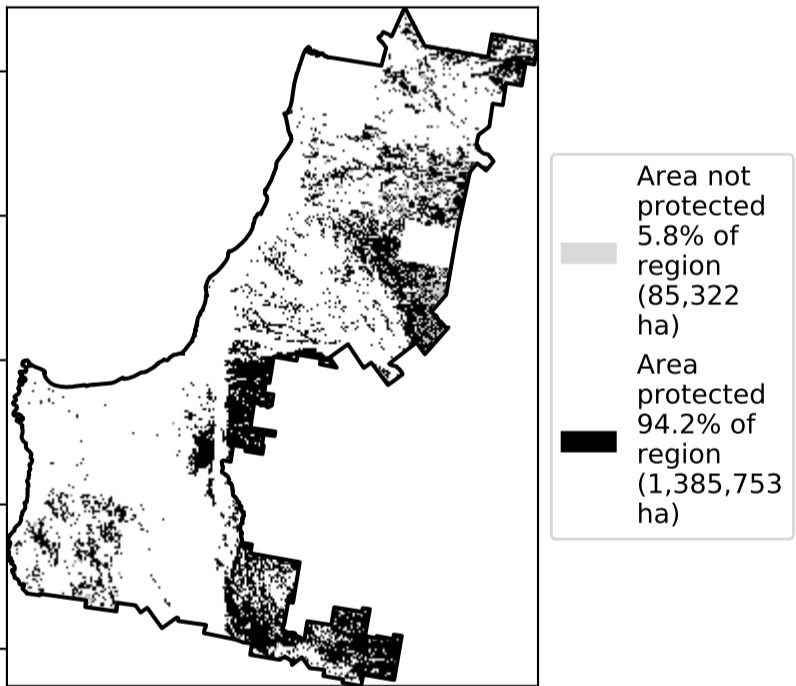 Area not
protected
5.8% of
region
(85,322
ha)
Area
protected
94.2% of
region
(1,385,753
ha)